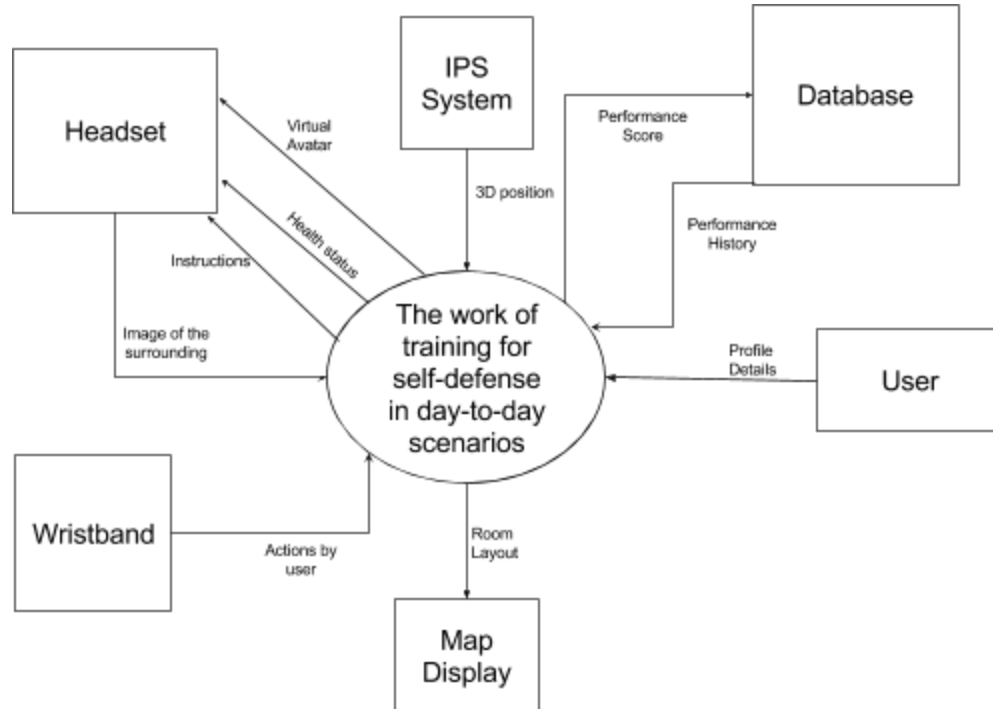 IPS
System
Database
Headset
Virtual
Avatar
Performance
Score
3D position
Health status
Performance
History
Instructions
Image of the
surrounding
The work of
training for
self-defense
in day-to-day
scenarios
Profile
Details
User
Wristband
Actions by
user
Room
Layout
Map
Display